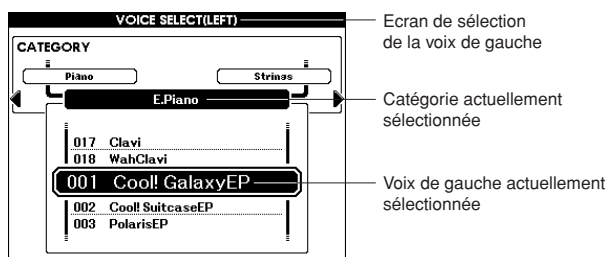 VOICE SELECT(LEFT)
Ecran de sélection
de la voix de gauche
CATEGORY
Piano
Strings
E.Piano
Catégorie actuellement
sélectionnée
017 Clavi
018 WahClavi
001 Cool! GalaxyEP
Voix de gauche actuellement
sélectionnée
002 Cool! SuitcaseEP
003 PolarisEP